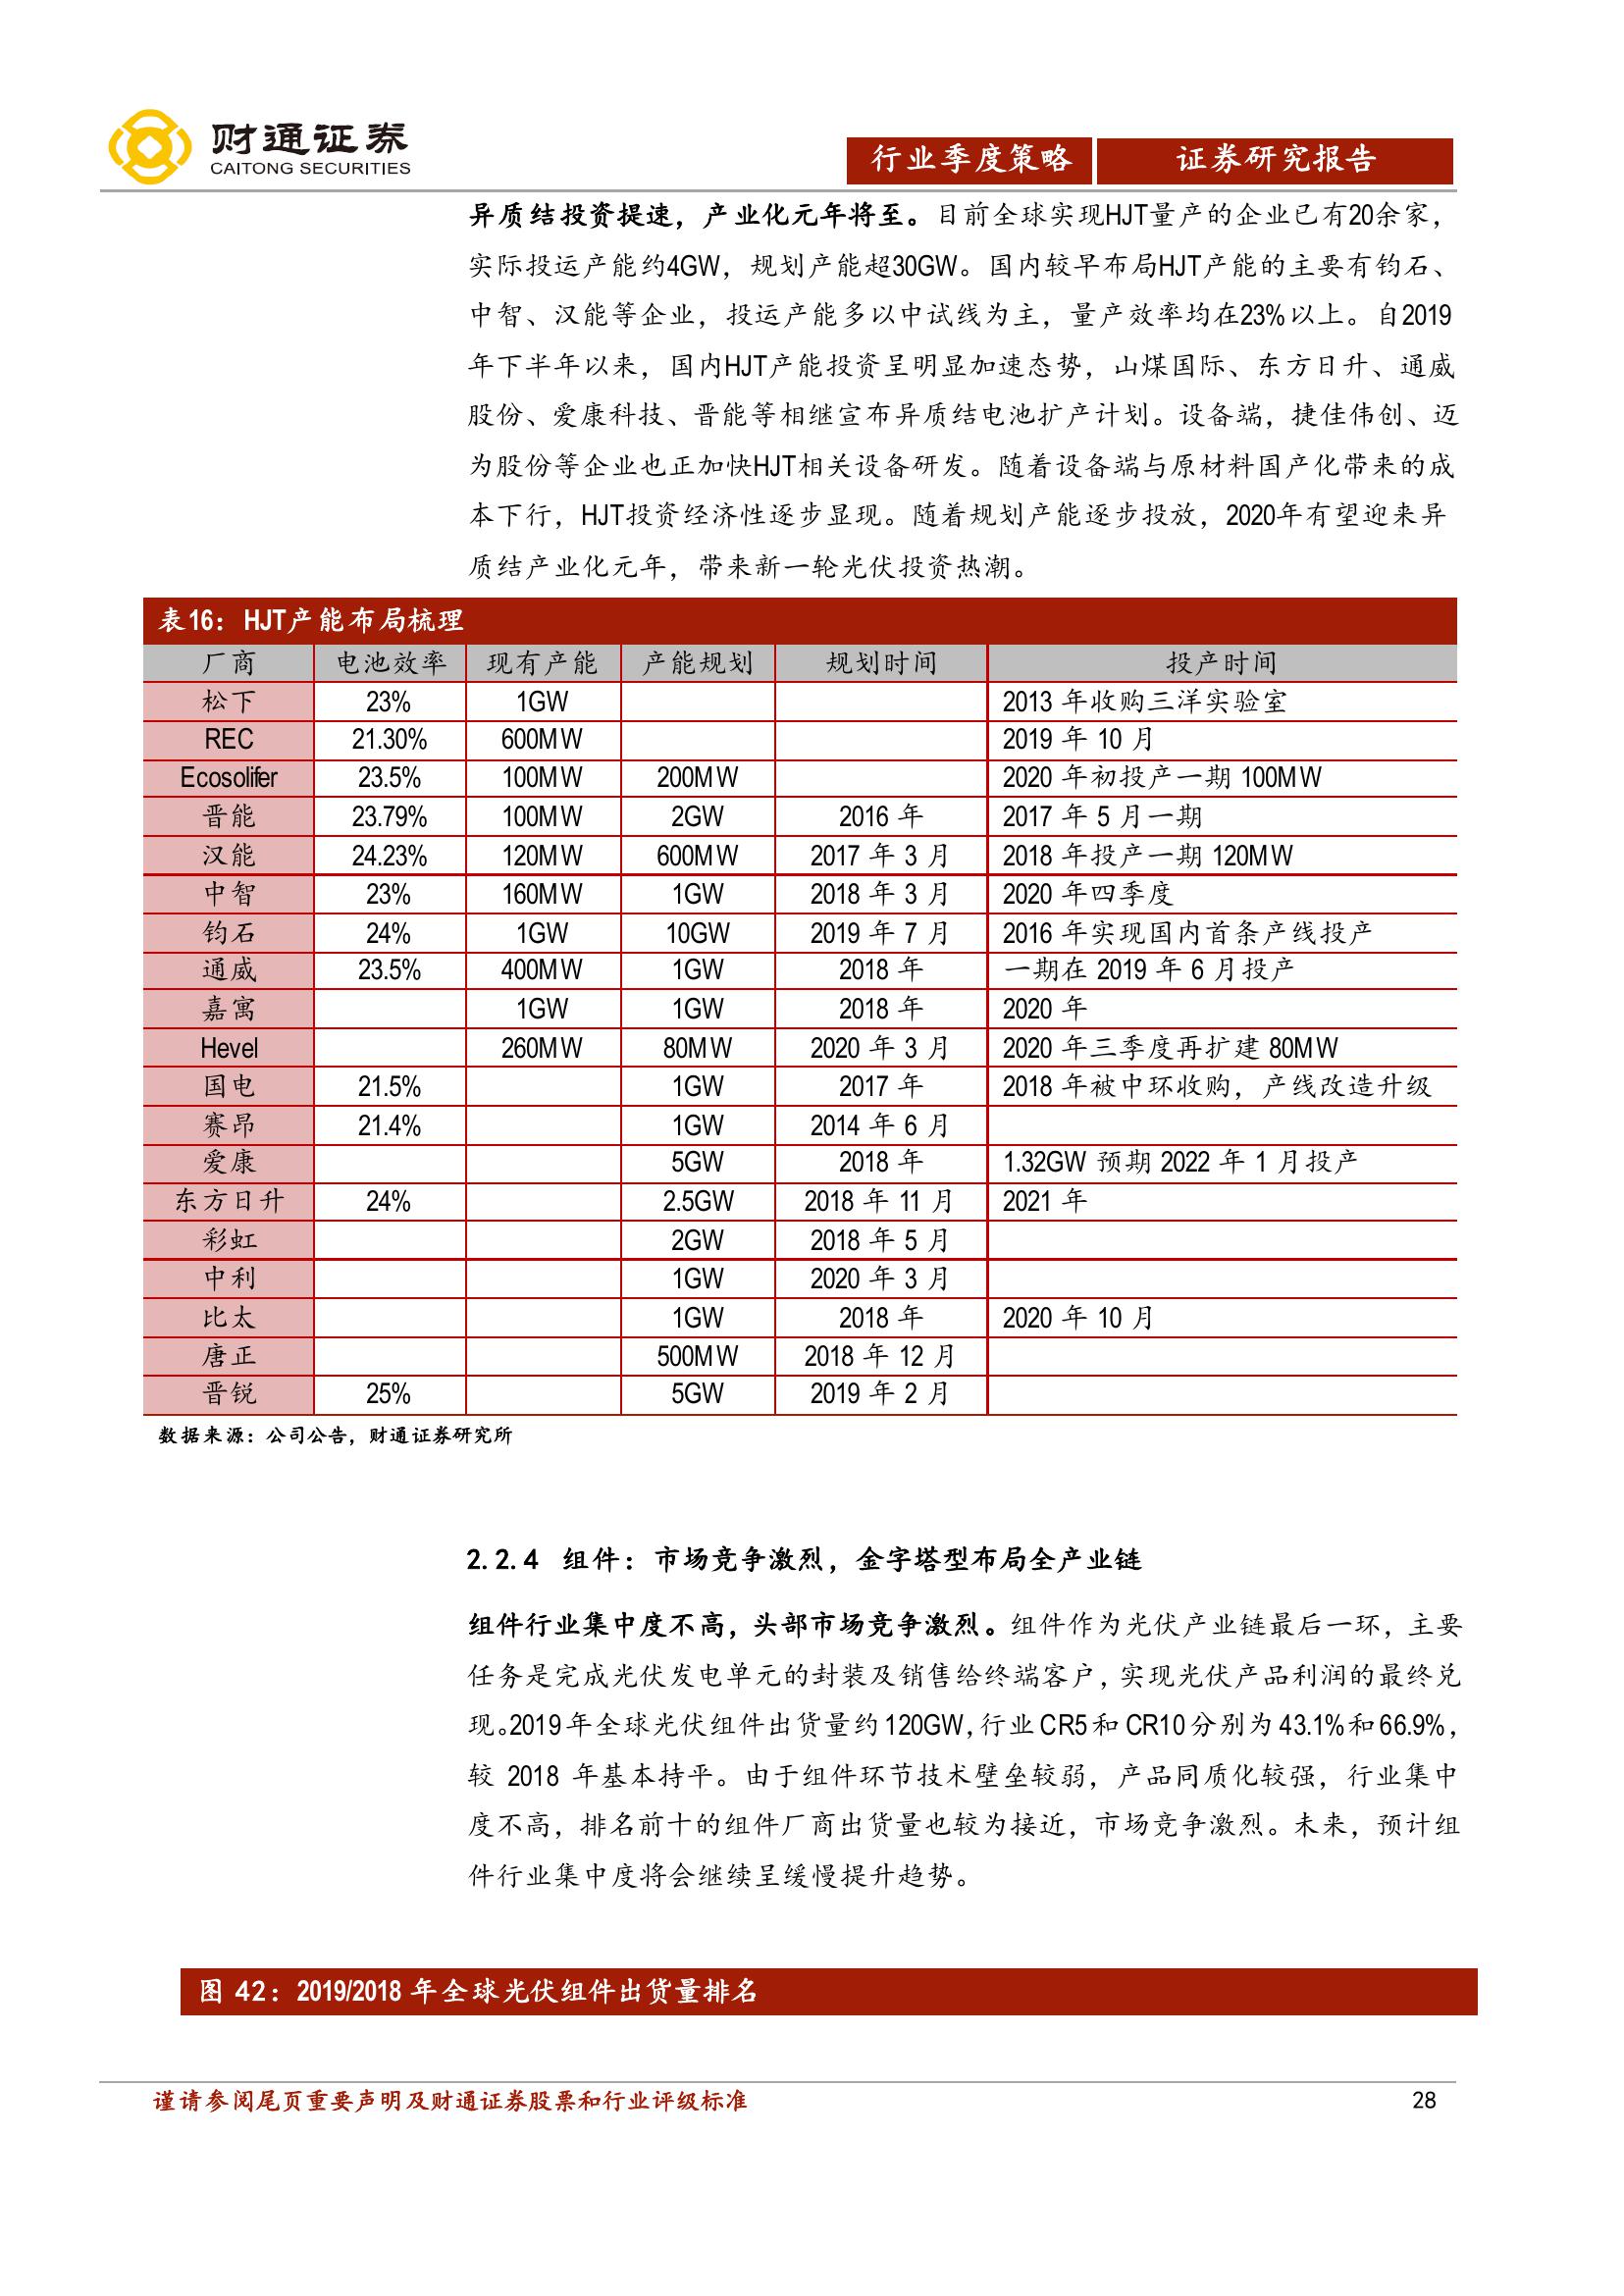 财通证券
CAITONG SECURITIES
行业季度策略 证券研究报告
异质结投资提速，产业化元年将至。目前全球实现HJT量产的企业已有20余家，
实际投运产能约4GW，规划产能超30GW。国内较早布局HJT产能的主要有钧石、
中智、汉能等企业，投运产能多以中试线为主，量产效率均在23%以上。自2019
年下半年以来，国内HJT产能投资呈明显加速态势，山煤国际、东方日升、通威
股份、爱康科技、晋能等相继宣布异质结电池扩产计划。设备端，捷佳伟创、迈
为股份等企业也正加快HJT相关设备研发。随着设备端与原材料国产化带来的成
本下行，HJT投资经济性逐步显现。随着规划产能逐步投放，2020年有望迎来异
质结产业化元年，带来新一轮光伏投资热潮。
表16：HJT产能布局梳理
厂商 电池效率 现有产能 产能规划 规划时间 投产时间
松下 23% 1GW 2013 年收购三洋实验室
REC 21.30% 600MW 2019 年 10 月
Ecosolifer 23.5% 100MW 200MW 2020 年初投产一期 100MW
晋能 23.79% 100MW 2GW 2016 年 2017 年 5 月一期
汉能 24.23% 120MW 600MW 2017 年 3 月 2018 年投产一期 120MW
中智 23% 160MW 1GW 2018 年 3 月 2020 年四季度
钧石 24% 1GW 10GW 2019 年 7 月 2016 年实现国内首条产线投产
通威 23.5% 400MW 1GW 2018 年 一期在 2019 年 6 月投产
嘉寓 1GW 1GW 2018 年 2020 年
Hevel 260MW 80MW 2020 年 3 月 2020 年三季度再扩建 80MW
国电 21.5% 1GW 2017 年 2018 年被中环收购，产线改造升级
赛昂 21.4% 1GW 2014 年 6 月
爱康 5GW 2018 年 1.32GW 预期 2022 年 1 月投产
东方日升 24% 2.5GW 2018 年 11 月 2021 年
彩虹 2GW 2018 年 5 月
中利 1GW 2020 年 3 月
比太 1GW 2018 年 2020 年 10 月
唐正 500MW 2018 年 12 月
晋锐 25% 5GW 2019 年 2 月
数据来源：公司公告，财通证券研究所
2.2.4 组件：市场竞争激烈，金字塔型布局全产业链
组件行业集中度不高，头部市场竞争激烈。组件作为光伏产业链最后一环，主要
任务是完成光伏发电单元的封装及销售给终端客户，实现光伏产品利润的最终兑
现。2019年全球光伏组件出货量约120GW，行业CR5和CR10分别为43.1%和66.9%，
较 2018 年基本持平。由于组件环节技术壁垒较弱，产品同质化较强，行业集中
度不高，排名前十的组件厂商出货量也较为接近，市场竞争激烈。未来，预计组
件行业集中度将会继续呈缓慢提升趋势。
图 42：2019/2018 年全球光伏组件出货量排名
谨请参阅尾页重要声明及财通证券股票和行业评级标准 28